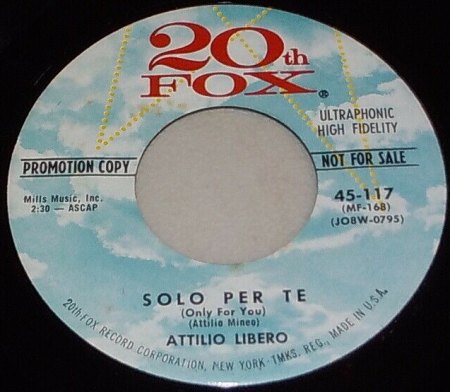 20th
FOX®
ULTRAPHONIC
HIGH FIDELITY
PROMOTION COPY
NOT FOR SALE
Mills Music, Inc.
2:30 — ASCAP
45-117
(MF-168)
(JO8W-0795)
SOLO PER TE
(Only For You)
(Attilio Mineo)
ATTILIO LIBERO
20th-FOX RECORD CORPORATION, NEW YORK-TMKS. REG., MADE IN U.S.A.